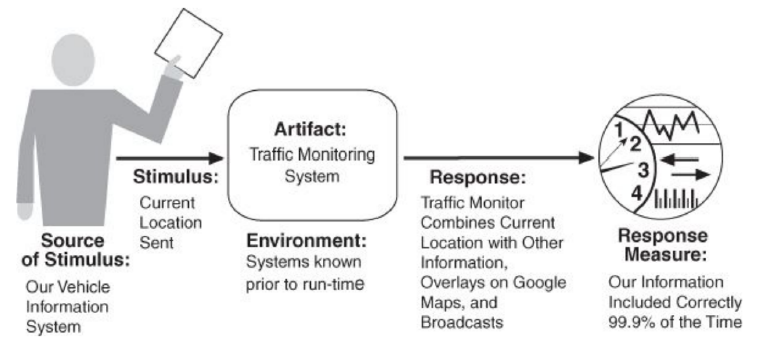 Artifact:
Traffic Monitoring
System
Stimulus:
Current
Location
Sent
Source
of Stimulus:
Our Vehicle
Information
System
Environment:
Systems known
prior to run-time
Response:
Traffic Monitor
Combines Current
Location with Other
Information,
Overlays on Google
Maps, and
Broadcasts
1
2
3
4
Response
Measure:
Our Information
Included Correctly
99.9% of the Time